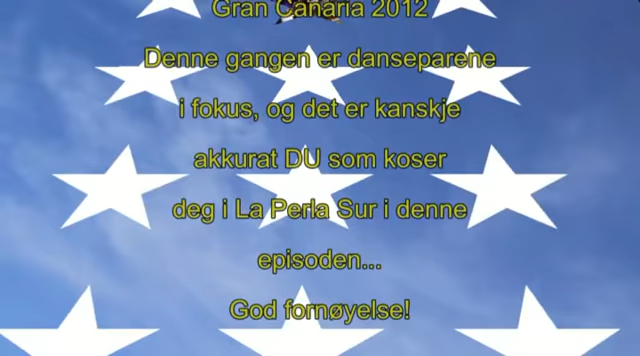 Gran Canaria 2012
Denne gangen er danseparene
i fokus, og det er kanskje
akkurat DU som koser
deg i La Perla Sur i denne
episoden...
God fornøyelse!